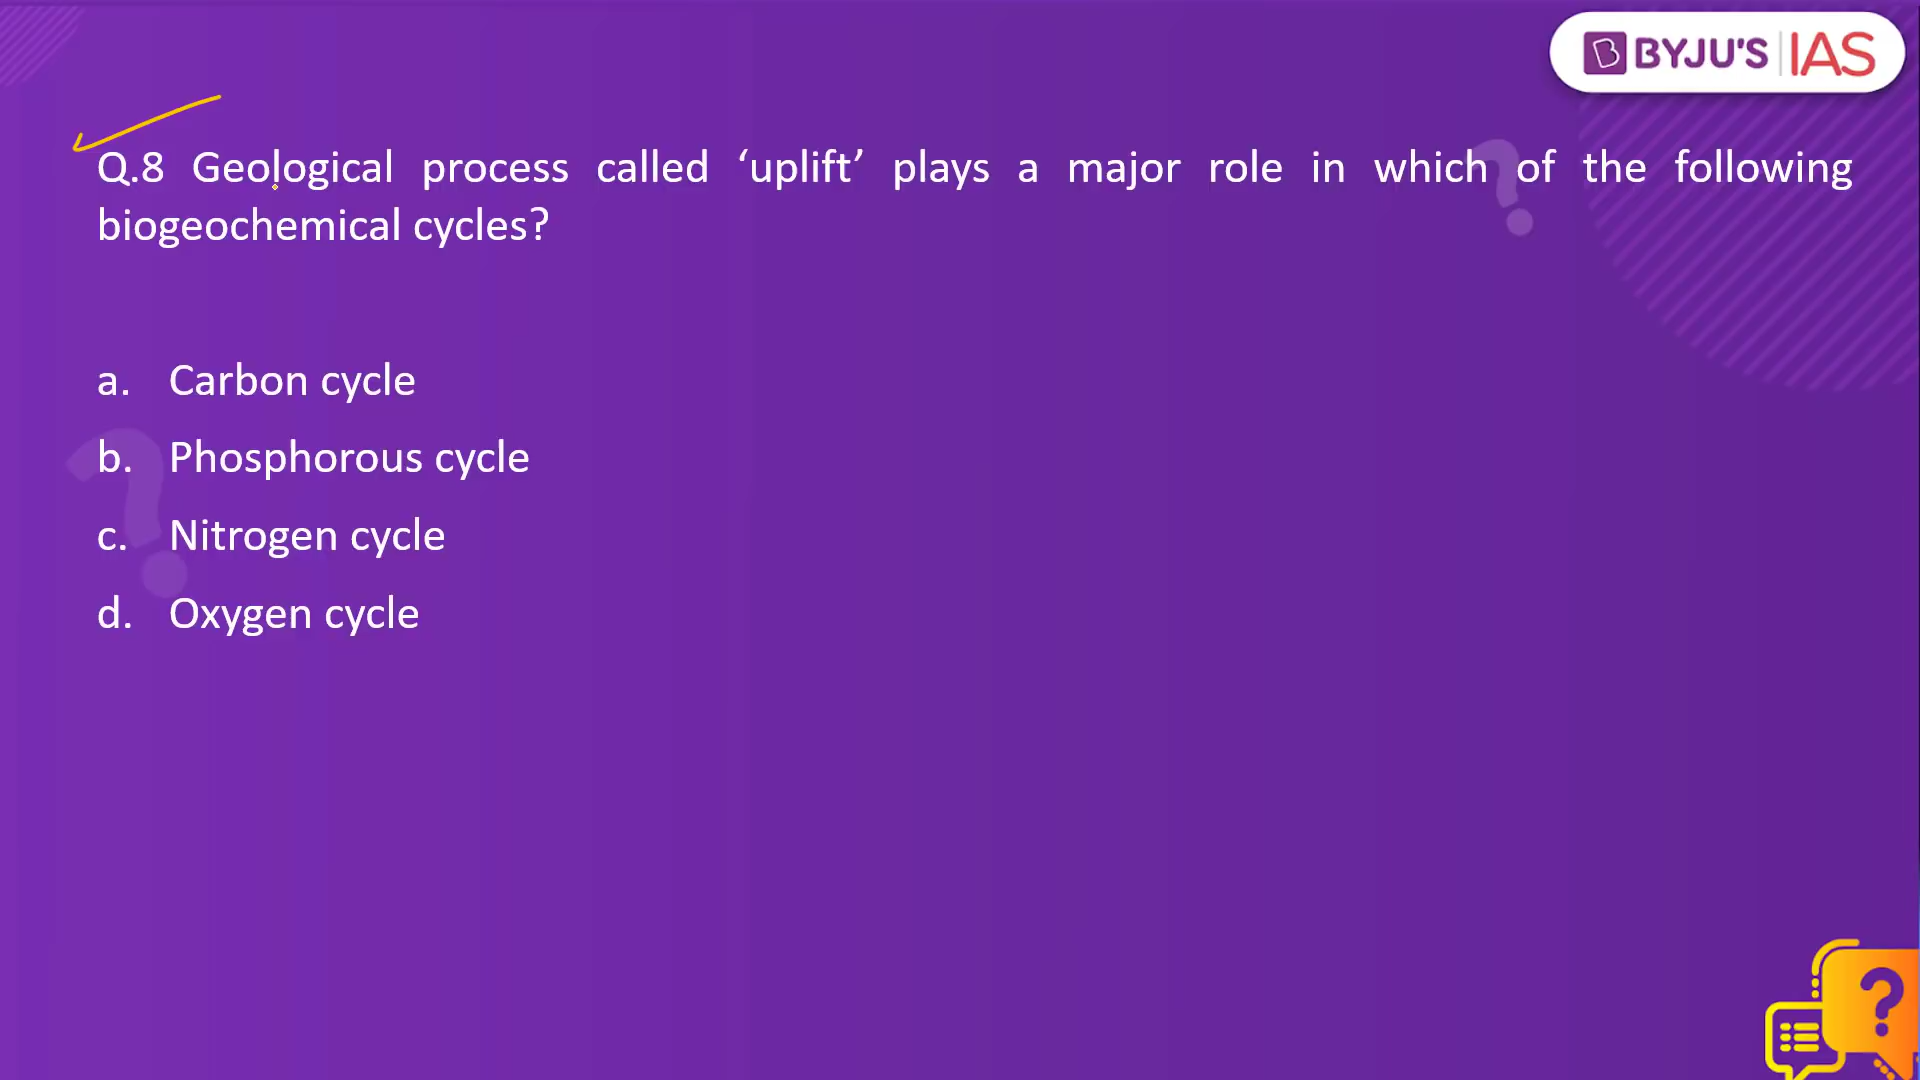 BYJU'S IAS
Q.8 Geological process called ‘uplift’ plays a major role in which of the following
biogeochemical cycles?
a. Carbon cycle
b. Phosphorous cycle
c. Nitrogen cycle
d. Oxygen cycle